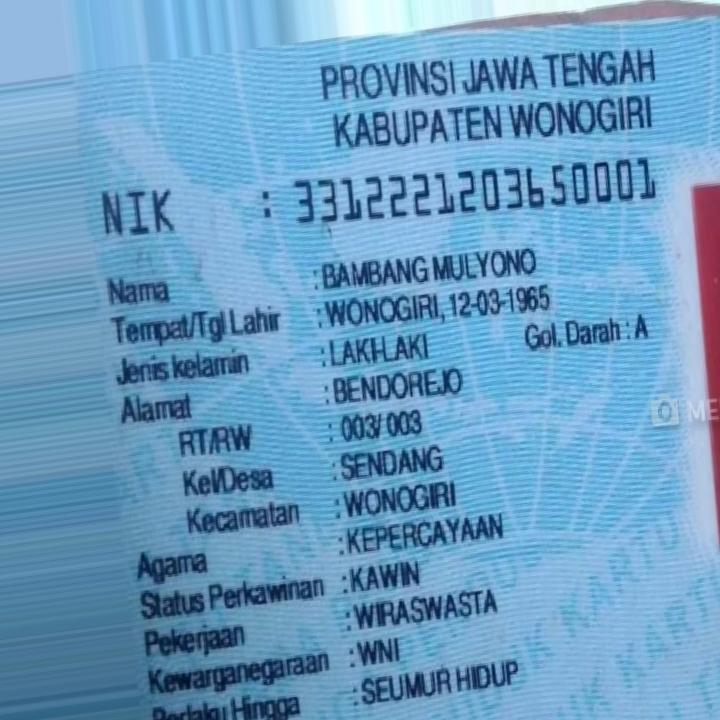 PROVINSI JAWA TENGAH
KABUPATEN WONOGIRI
NIK : 3312221203650001
Nama : BAMBANG MULYONO
Tempat/Tgl Lahir : WONOGIRI, 12-03-1965
Jenis kelamin : LAKI-LAKI Gol. Darah : A
Alamat : BENDOREJO
RT/RW : 003/ 003
Kel/Desa : SENDANG
Kecamatan : WONOGIRI
Agama : KEPERCAYAAN
Status Perkawinan : KAWIN
Pekerjaan : WIRASWASTA
Kewarganegaraan : WNI
Berlaku Hingga : SEUMUR HIDUP